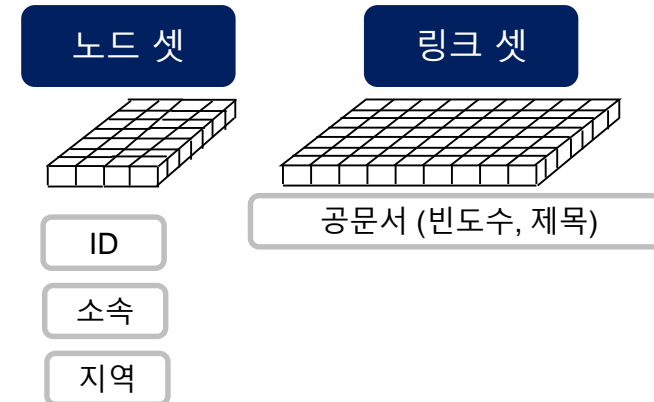 노드 셋
링크 셋
공문서 (빈도수, 제목)
ID
소속
지역